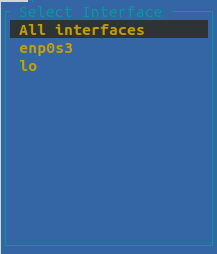 Select Interface
All interfaces
enp0s3
lo